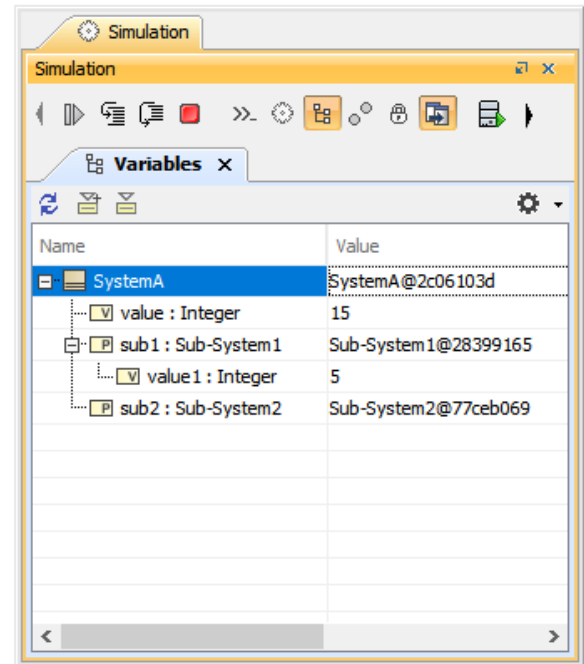 Simulation
Simulation
Variables X
Name Value
SystemA SystemA@2c06103d
V value : Integer 15
P sub1 : Sub-System1 Sub-System1@28399165
V value1 : Integer 5
P sub2 : Sub-System2 Sub-System2@77ceb069